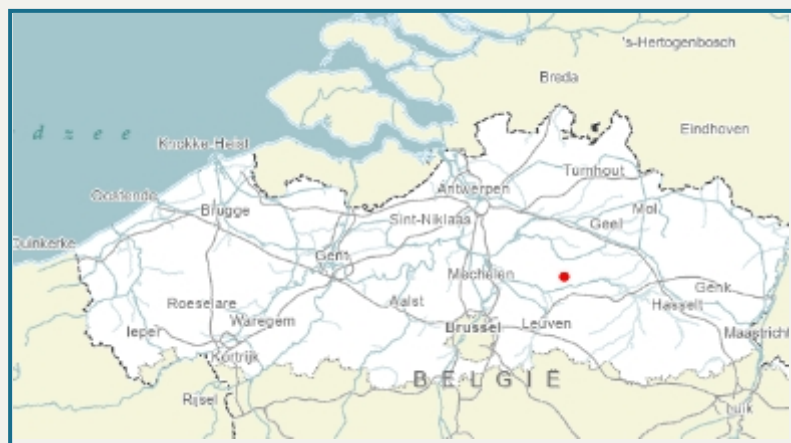 's-Hertogenbosch
Breda
Eindhoven
d z e e
Knokke-Heist
Turnhout
Oostende
Antwerpen
Brugge
Mol
Sint-Niklaas
Geel
Duinkerke
Gent
Mechelen
Genk
Roeselare
Aalst
Hasselt
Ieper
Waregem
Brussel
Leuven
Maastricht
Kortrijk
BELGIË
Rijsel
Luik